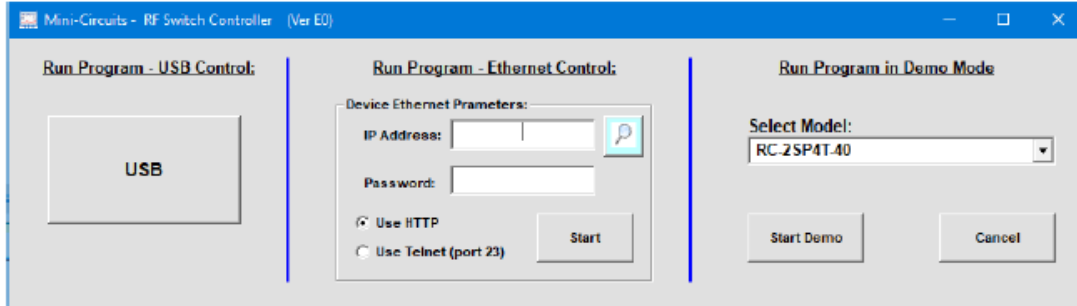 Mini-Circuits - RF Switch Controller (Ver E0)
Run Program - USB Control:
USB
Run Program - Ethernet Control:
Device Ethernet Prameters:
IP Address:
Password:
Use HTTP
Use Telnet (port 23)
Start
Run Program in Demo Mode
Select Model:
RC-2SP4T-40
Start Demo
Cancel